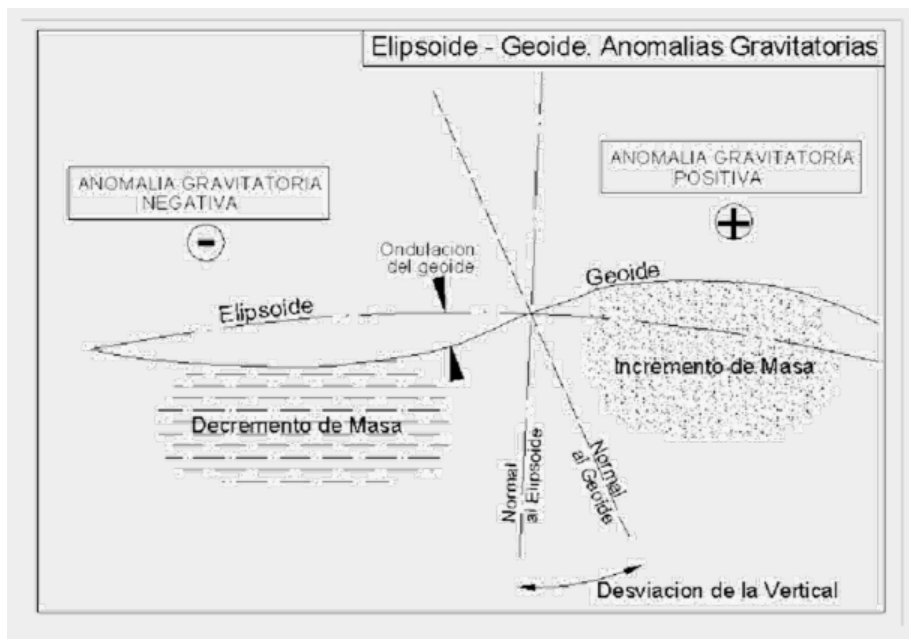 Elipsoide - Geoide. Anomalias Gravitatorias
ANOMALIA GRAVITATORIA
NEGATIVA
ANOMALIA GRAVITATORIA
POSITIVA
Ondulacion
del geoide
Elipsoide
Geoide
Decremento de Masa
Incremento de Masa
Normal
al Elipsoide
Normal
al Geoide
Desviacion de la Vertical